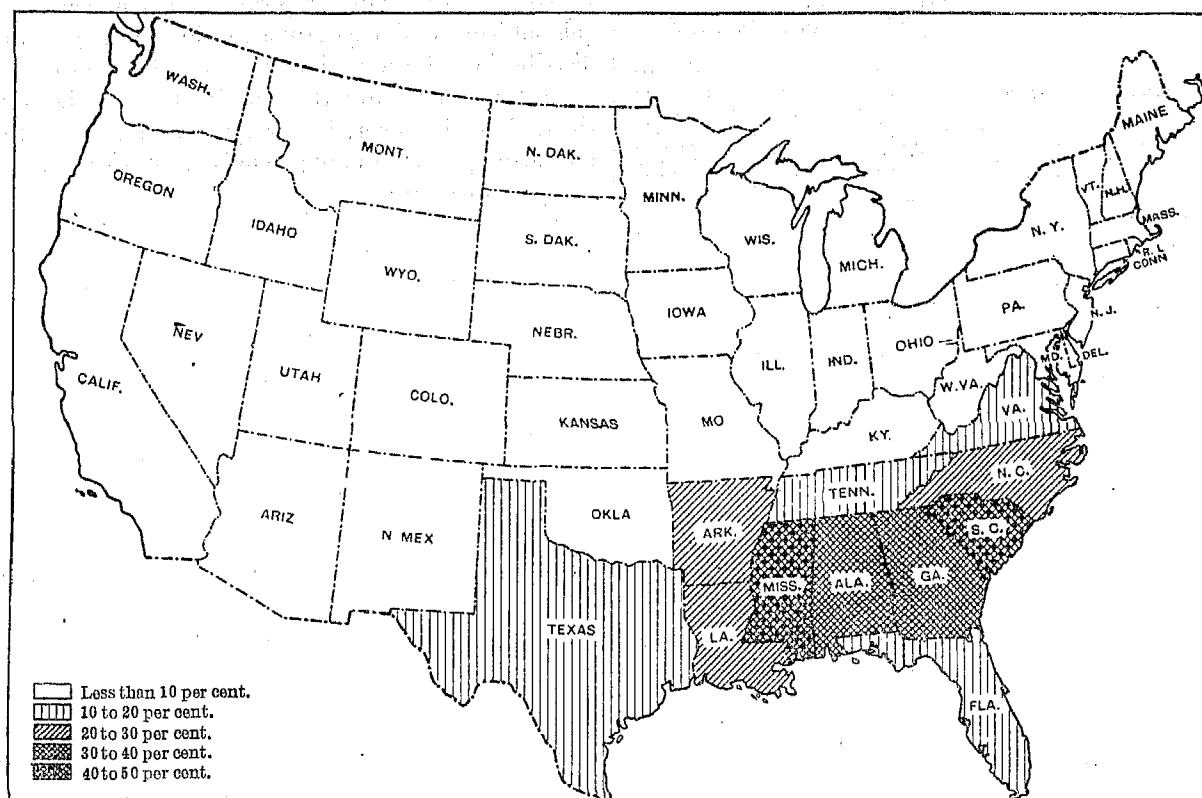 WASH.
MONT.
N. DAK.
MINN.
MAINE
OREGON
IDAHO
S. DAK.
WIS.
MICH.
N. Y.
VT.
N.H.
MASS.
R. I.
CONN
WYO.
NEBR.
IOWA
PA.
N. J.
NEV
UTAH
COLO.
ILL.
IND.
OHIO
MD.
DEL.
CALIF.
KANSAS
MO
W.VA.
VA.
KY.
ARIZ
N MEX
OKLA
TENN.
N. C.
ARK.
S. C.
MISS.
ALA.
GA.
TEXAS
LA.
FLA.
Less than 10 per cent.
10 to 20 per cent.
20 to 30 per cent.
30 to 40 per cent.
40 to 50 per cent.